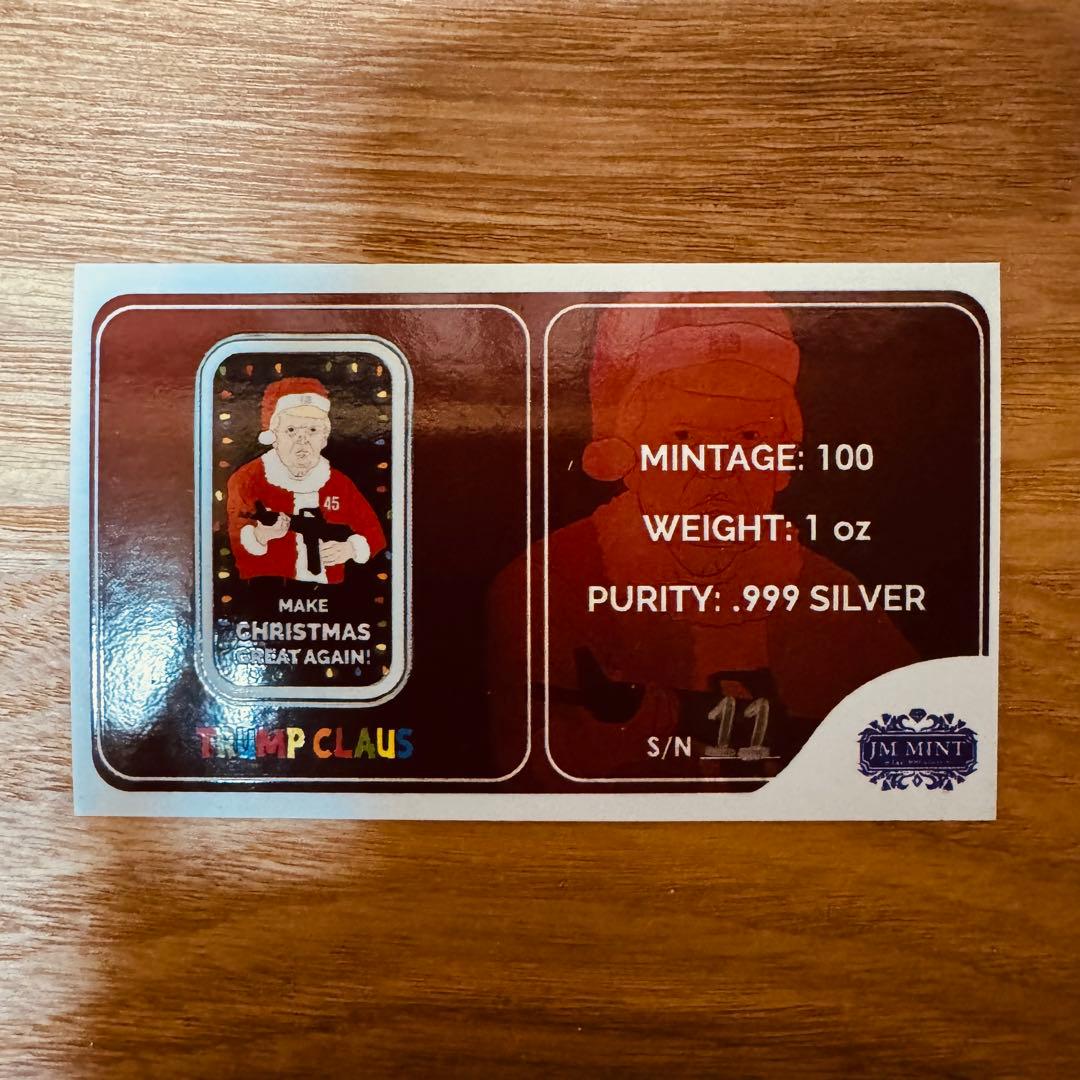 45
MAKE
CHRISTMAS
GREAT AGAIN!
TRUMP CLAUS
MINTAGE: 100
WEIGHT: 1 oz
PURITY: .999 SILVER
S/N 11
JM MINT